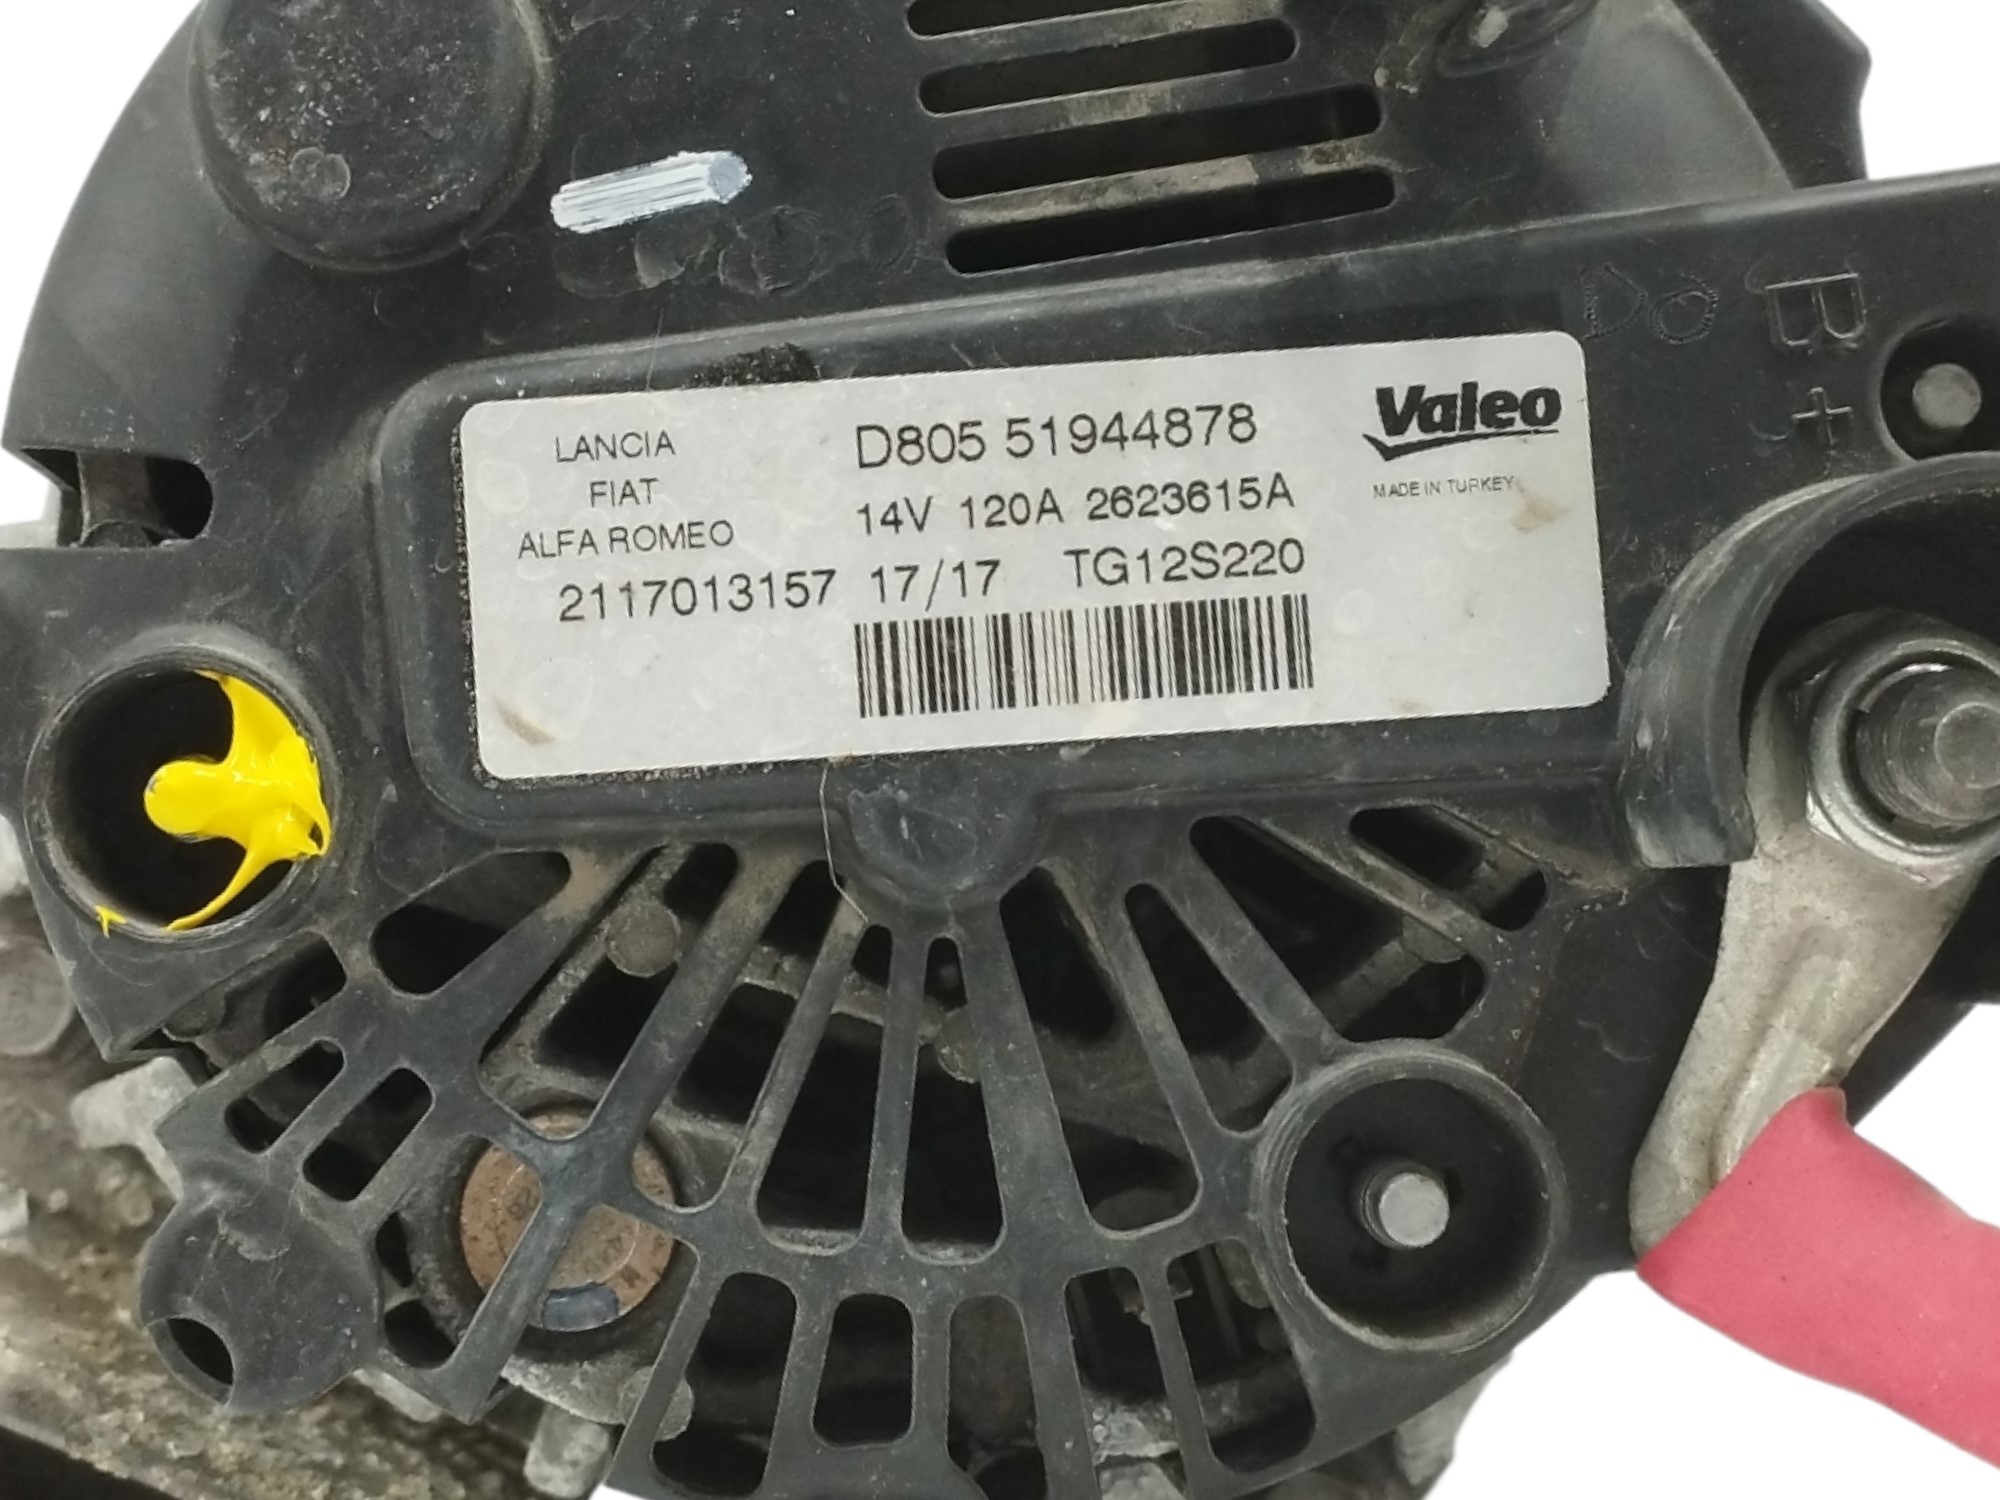 LANCIA
FIAT
ALFA ROMEO
D805 51944878
14V 120A 2623615A
2117013157 17/17 TG12S220
Valeo
MADE IN TURKEY
B+